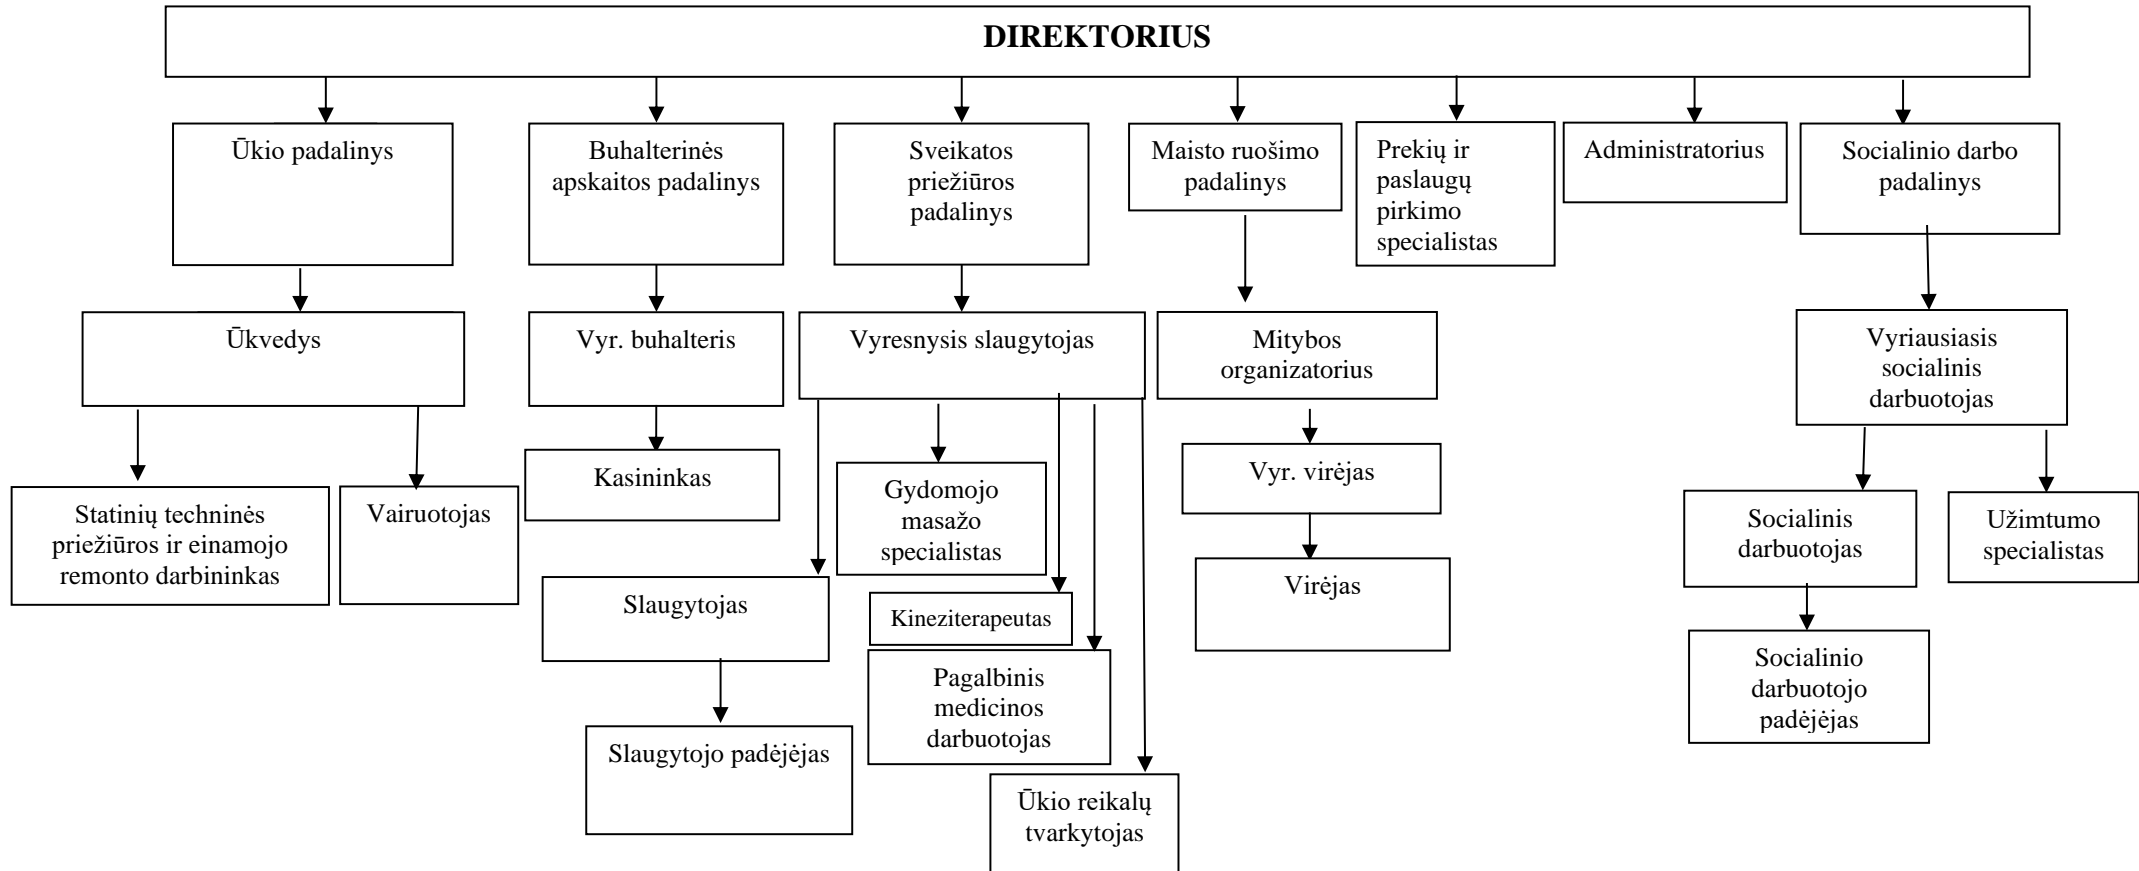 DIREKTORIUS
Ūkio padalinys
Buhalterinės
apskaitos padalinys
Sveikatos
priežiūros
padalinys
Maisto ruošimo
padalinys
Prekių ir
paslaugų
pirkimo
specialistas
Administratorius
Socialinio darbo
padalinys
Ūkvedys
Vyr. buhalteris
Vyresnysis slaugytojas
Mitybos
organizatorius
Vyriausiasis
socialinis
darbuotojas
Statinių techninės
priežiūros ir einamojo
remonto darbininkas
Vairuotojas
Kasininkas
Gydomojo
masažo
specialistas
Vyr. virėjas
Socialinis
darbuotojas
Užimtumo
specialistas
Slaugytojas
Kineziterapeutas
Virėjas
Pagalbinis
medicinos
darbuotojas
Socialinio
darbuotojo
padėjėjas
Slaugytojo padėjėjas
Ūkio reikalų
tvarkytojas